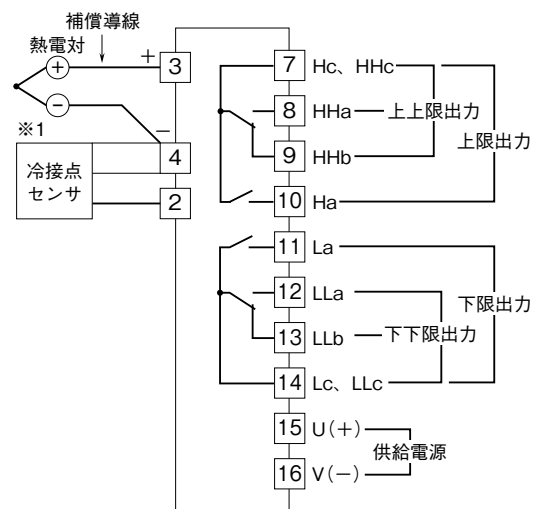 補償導線
熱電対
+
+
3
−
※1
−
4
冷接点
センサ
2
7 Hc、HHc
8 HHa
上上限出力
9 HHb
上限出力
10 Ha
11 La
12 LLa
下限出力
13 LLb
下下限出力
14 Lc、LLc
15 U(+)
供給電源
16 V(−)